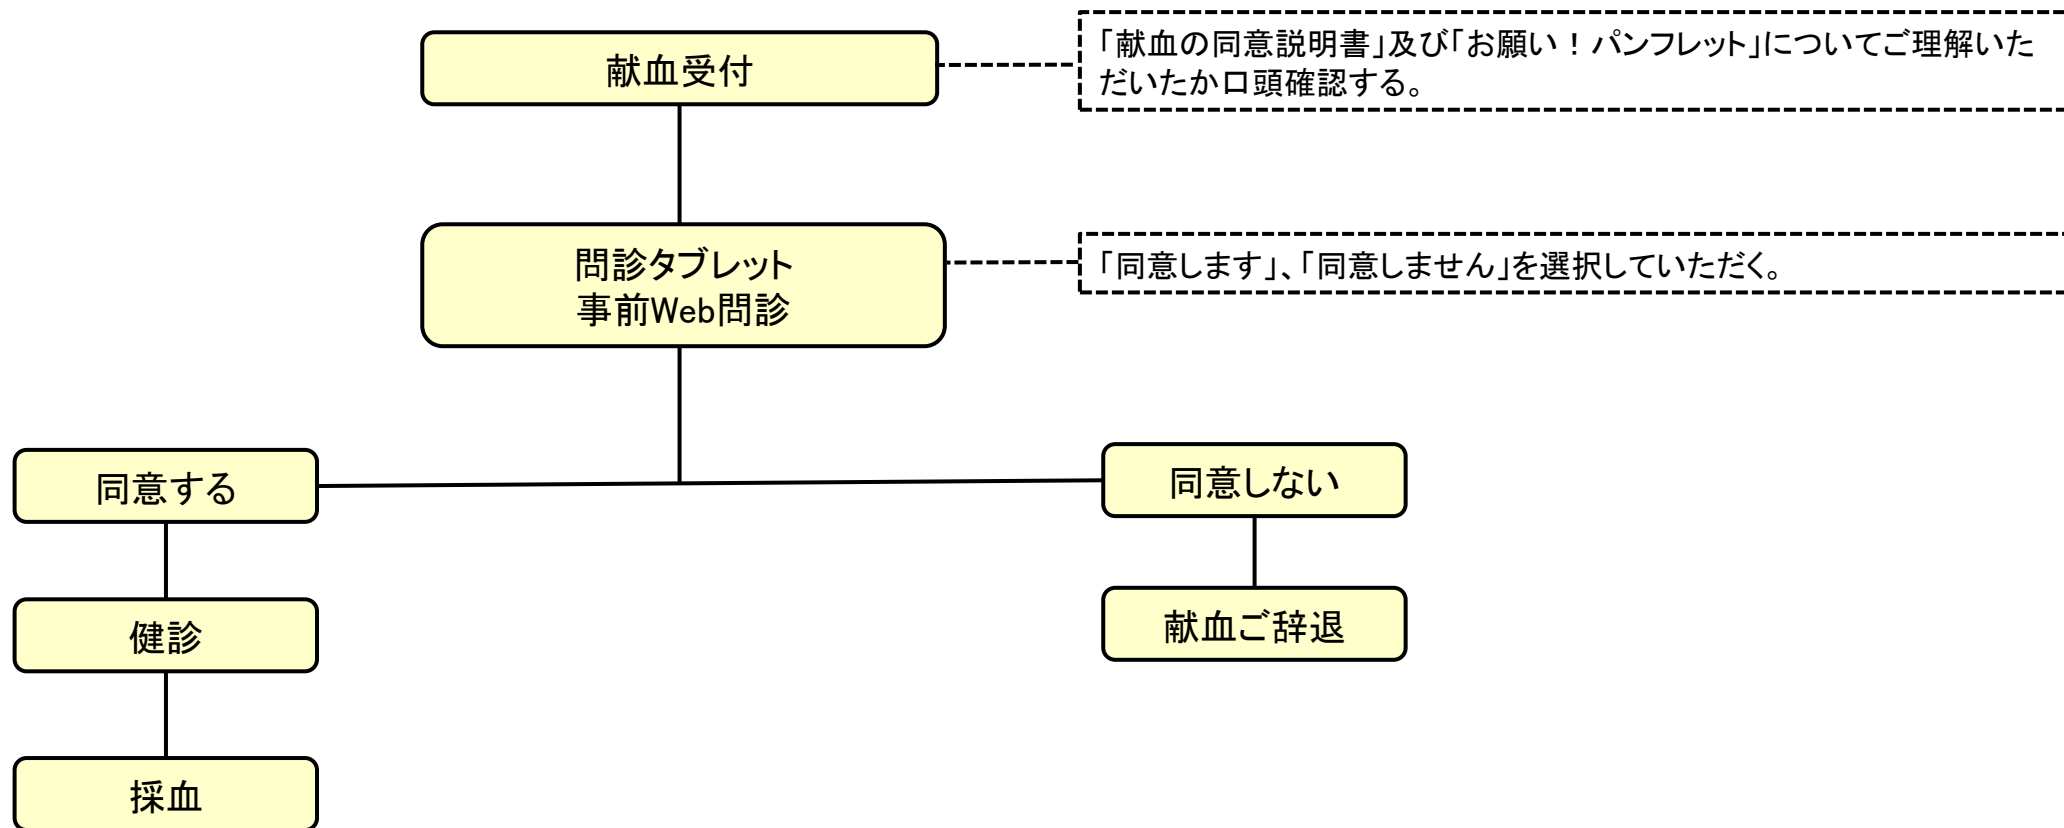 献血受付
「献血の同意説明書」及び「お願い！パンフレット」についてご理解いた
だいたか口頭確認する。
問診タブレット
事前Web問診
「同意します」、「同意しません」を選択していただく。
同意する
同意しない
健診
献血ご辞退
採血